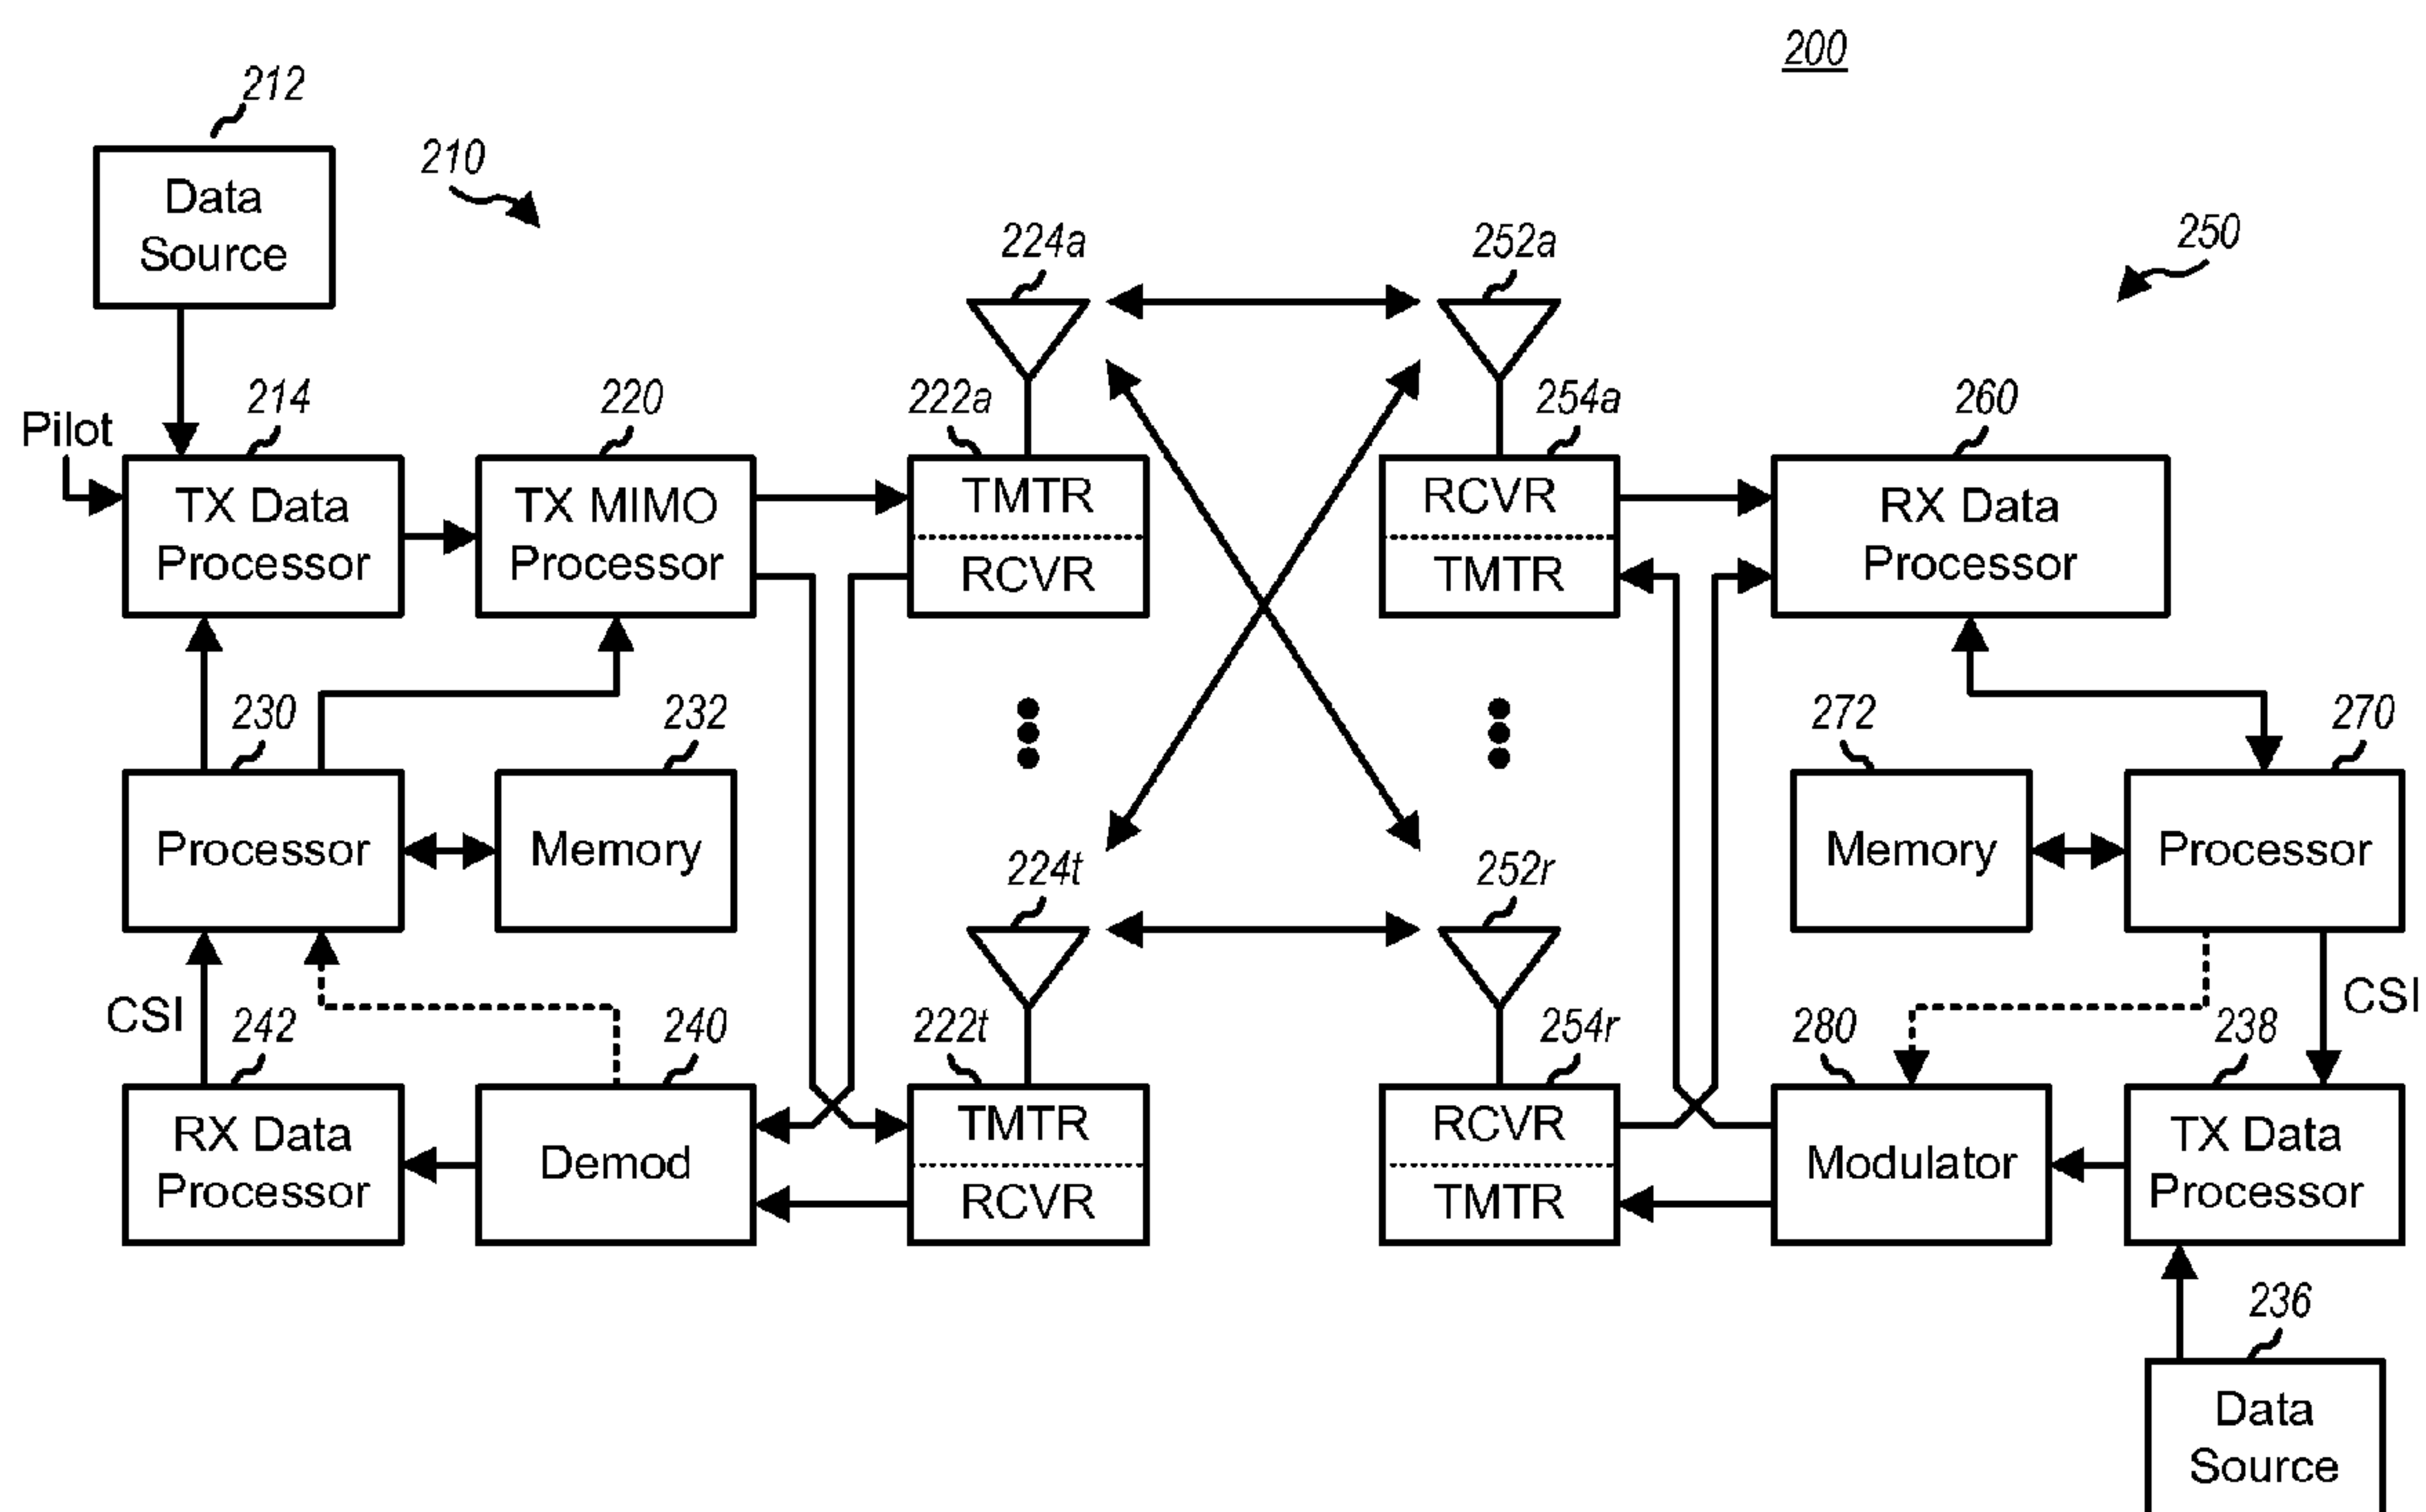 200
212
210
Data
Source
224a
252a
250
Pilot
214
220
222a
254a
260
TX Data
Processor
TX MIMO
Processor
TMTR
RCVR
RCVR
TMTR
RX Data
Processor
230
232
272
270
Processor
Memory
Memory
Processor
224t
252r
CSI
242
240
222t
254r
280
238
CSI
RX Data
Processor
Demod
TMTR
RCVR
RCVR
TMTR
Modulator
TX Data
Processor
236
Data
Source